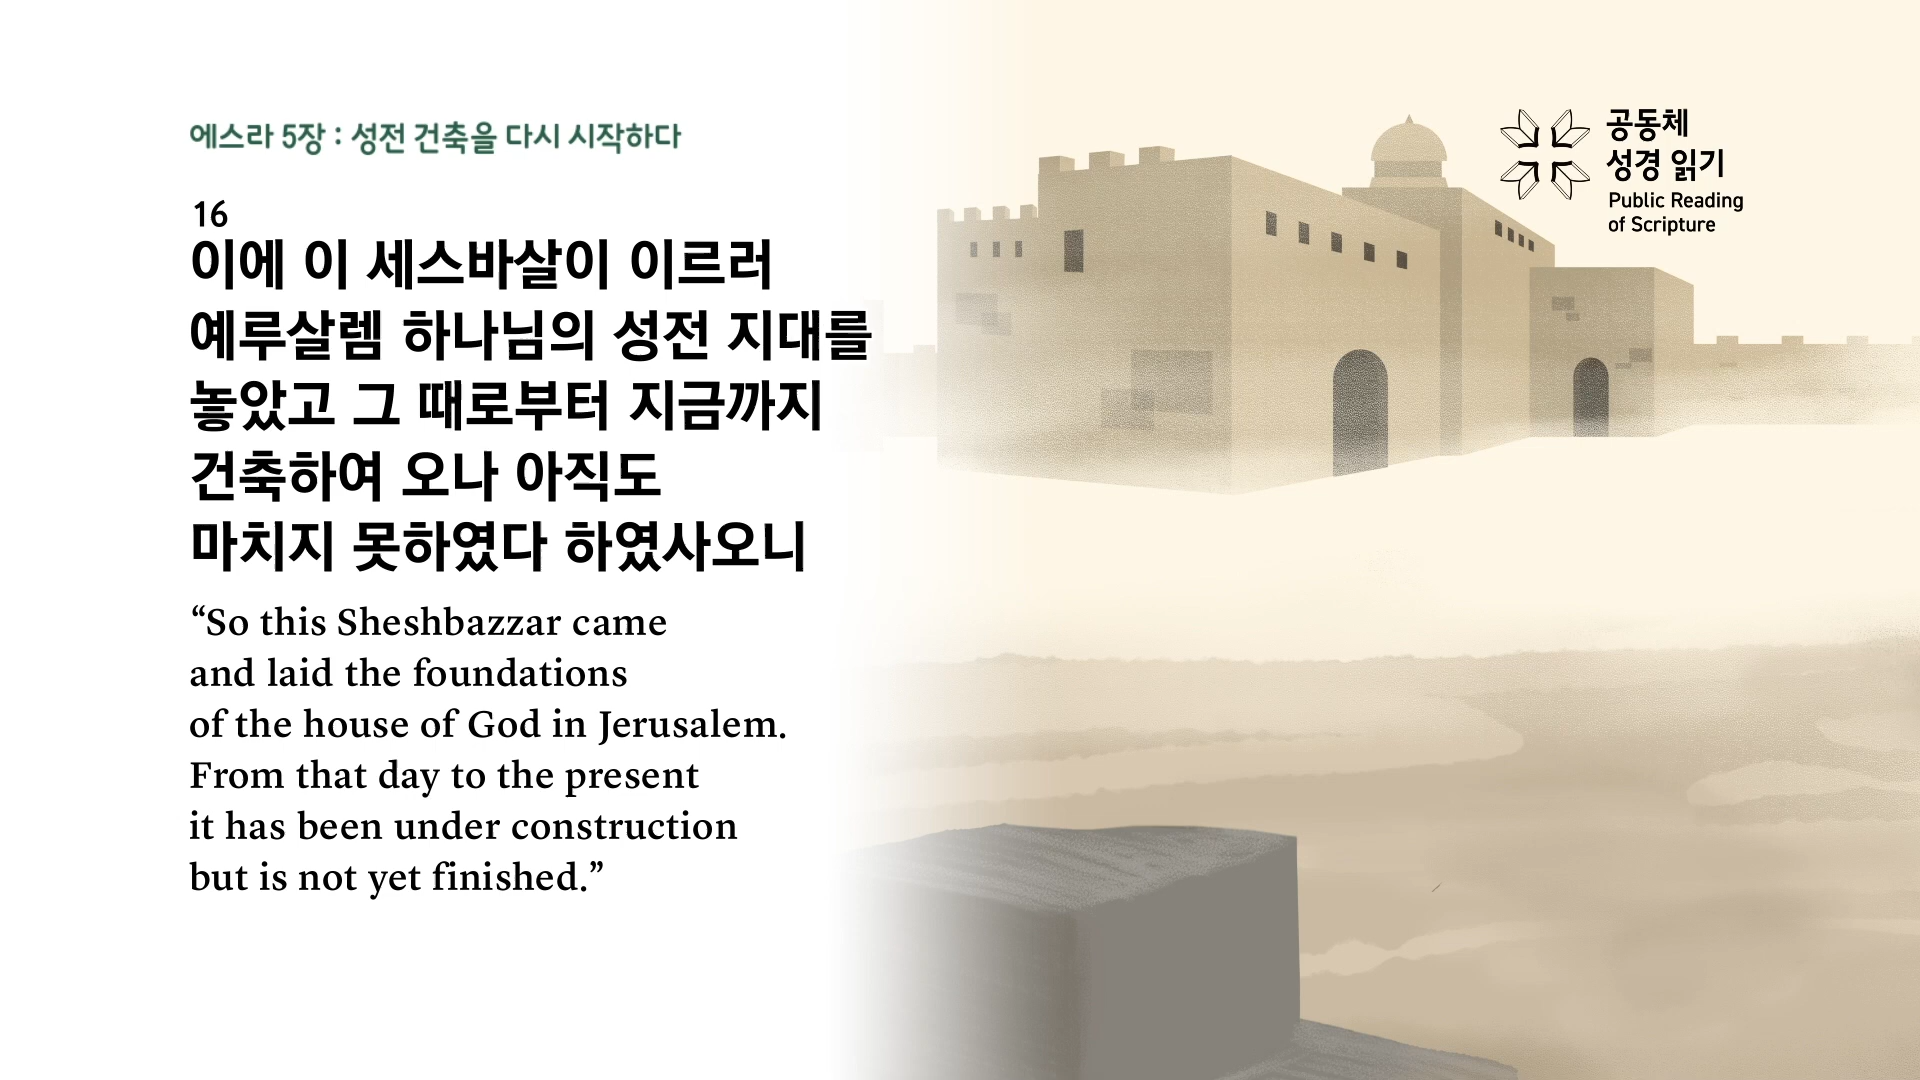 에스라 5장 : 성전 건축을 다시 시작하다
16
이에 이 세스바살이 이르러
예루살렘 하나님의 성전 지대를
놓았고 그 때로부터 지금까지
건축하여 오나 아직도
마치지 못하였다 하였사오니
“So this Sheshbazzar came
and laid the foundations
of the house of God in Jerusalem.
From that day to the present
it has been under construction
but is not yet finished.”
공동체
성경 읽기
Public Reading
of Scripture